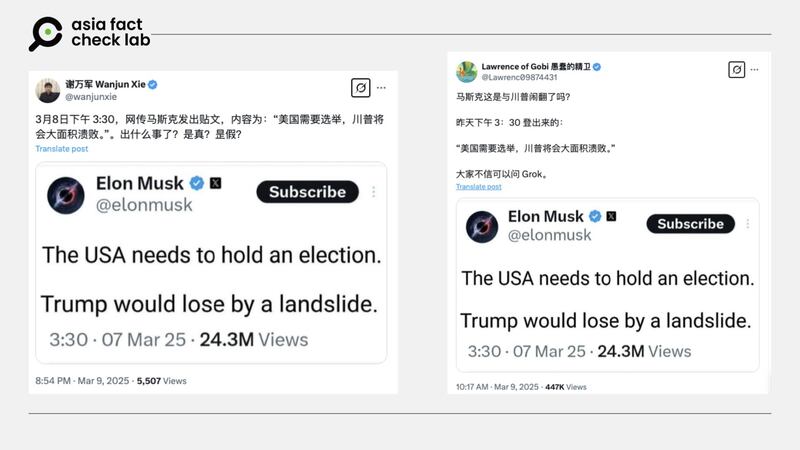 asia fact
check lab
谢万军 Wanjun Xie
@wanjunxie
3月8日下午 3:30，网传马斯克发出贴文，内容为：“美国需要选举，川普将
会大面积溃败。”。出什么事了？是真？是假？
Translate post
Elon Musk
@elonmusk
Subscribe
The USA needs to hold an election.
Trump would lose by a landslide.
3:30 · 07 Mar 25 · 24.3M Views
8:54 PM · Mar 9, 2025 · 5,507 Views
Lawrence of Gobi 愚蠢的精卫
@Lawrenc09874431
马斯克这是与川普闹翻了吗？
昨天下午 3：30 登出来的：
“美国需要选举，川普将会大面积溃败。”
大家不信可以问 Grok。
Translate post
Elon Musk
@elonmusk
Subscribe
The USA needs to hold an election.
Trump would lose by a landslide.
3:30 · 07 Mar 25 · 24.3M Views
10:17 AM · Mar 9, 2025 · 447K Views